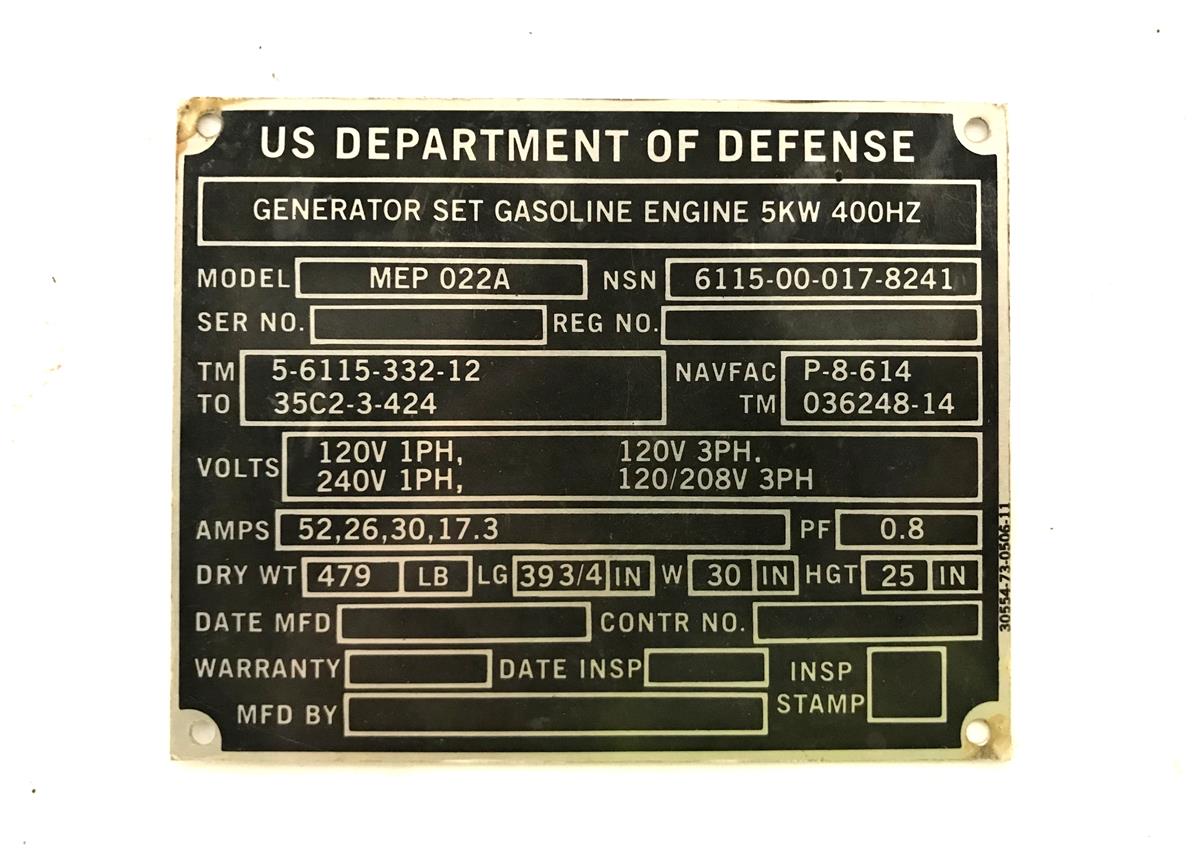 US DEPARTMENT OF DEFENSE
GENERATOR SET GASOLINE ENGINE 5KW 400HZ
MODEL MEP 022A NSN 6115-00-017-8241
SER NO. REG NO.
TM 5-6115-332-12 NAVFAC P-8-614
TO 35C2-3-424 TM 036248-14
VOLTS 120V 1PH, 120V 3PH.
240V 1PH, 120/208V 3PH
AMPS 52,26,30,17.3 PF 0.8
DRY WT 479 LB LG 39 3/4 IN W 30 IN HGT 25 IN
DATE MFD CONTR NO.
WARRANTY DATE INSP INSP STAMP
MFD BY
30554-73-0506-11